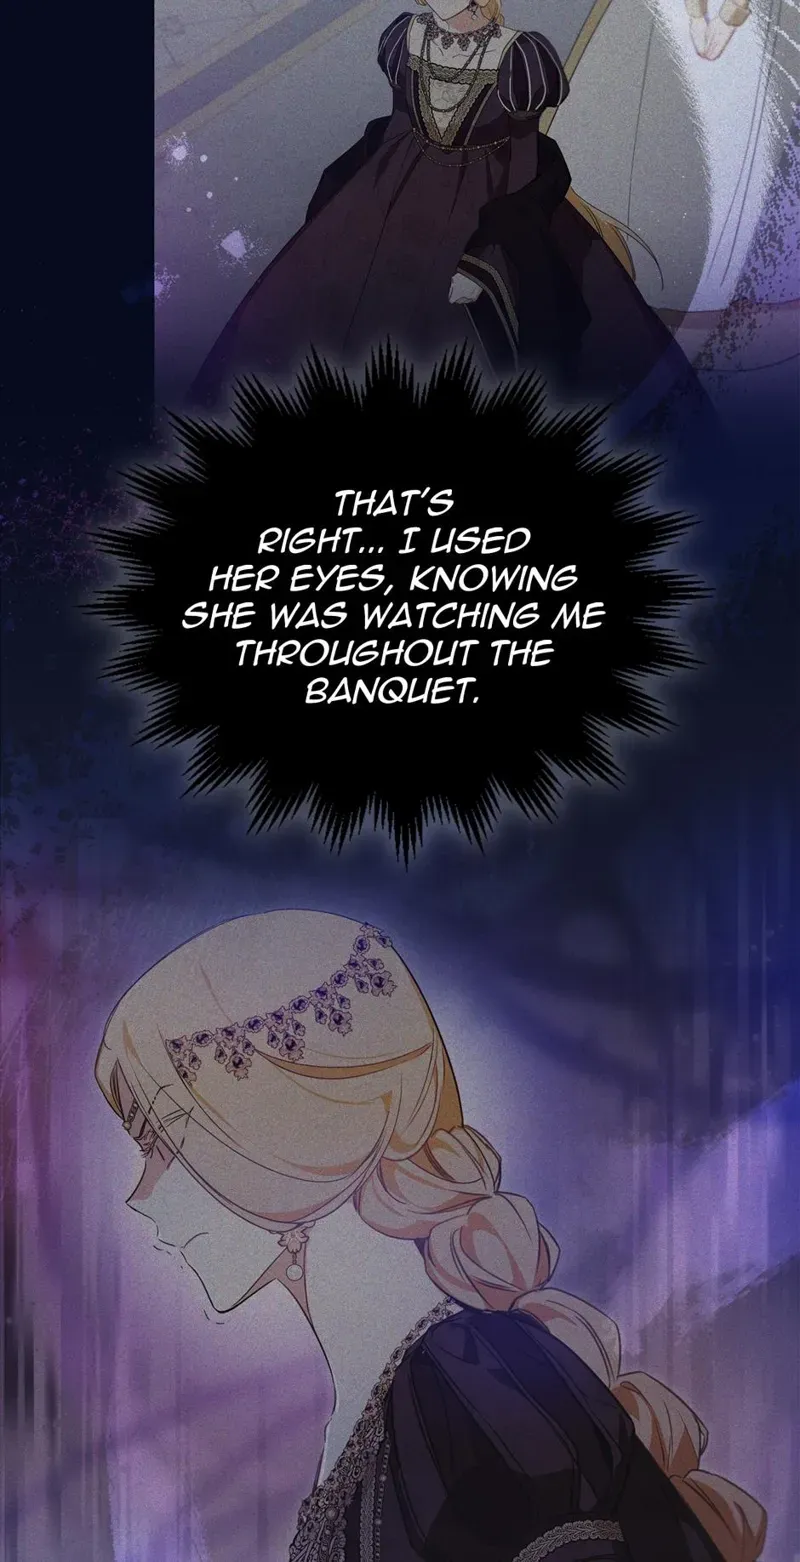 THAT'S
RIGHT... I USED
HER EYES, KNOWING
SHE WAS WATCHING ME
THROUGHOUT THE
BANQUET.